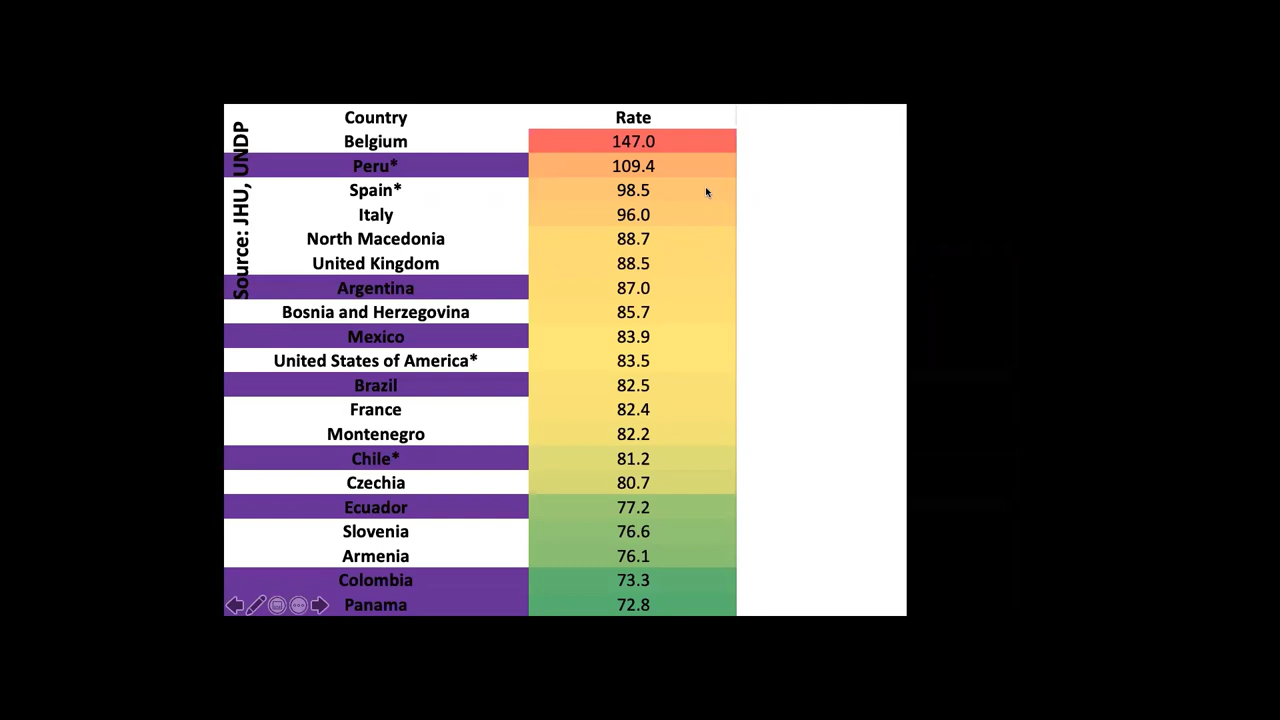 Source: JHU, UNDP
Country Rate
Belgium 147.0
Peru* 109.4
Spain* 98.5
Italy 96.0
North Macedonia 88.7
United Kingdom 88.5
Argentina 87.0
Bosnia and Herzegovina 85.7
Mexico 83.9
United States of America* 83.5
Brazil 82.5
France 82.4
Montenegro 82.2
Chile* 81.2
Czechia 80.7
Ecuador 77.2
Slovenia 76.6
Armenia 76.1
Colombia 73.3
Panama 72.8